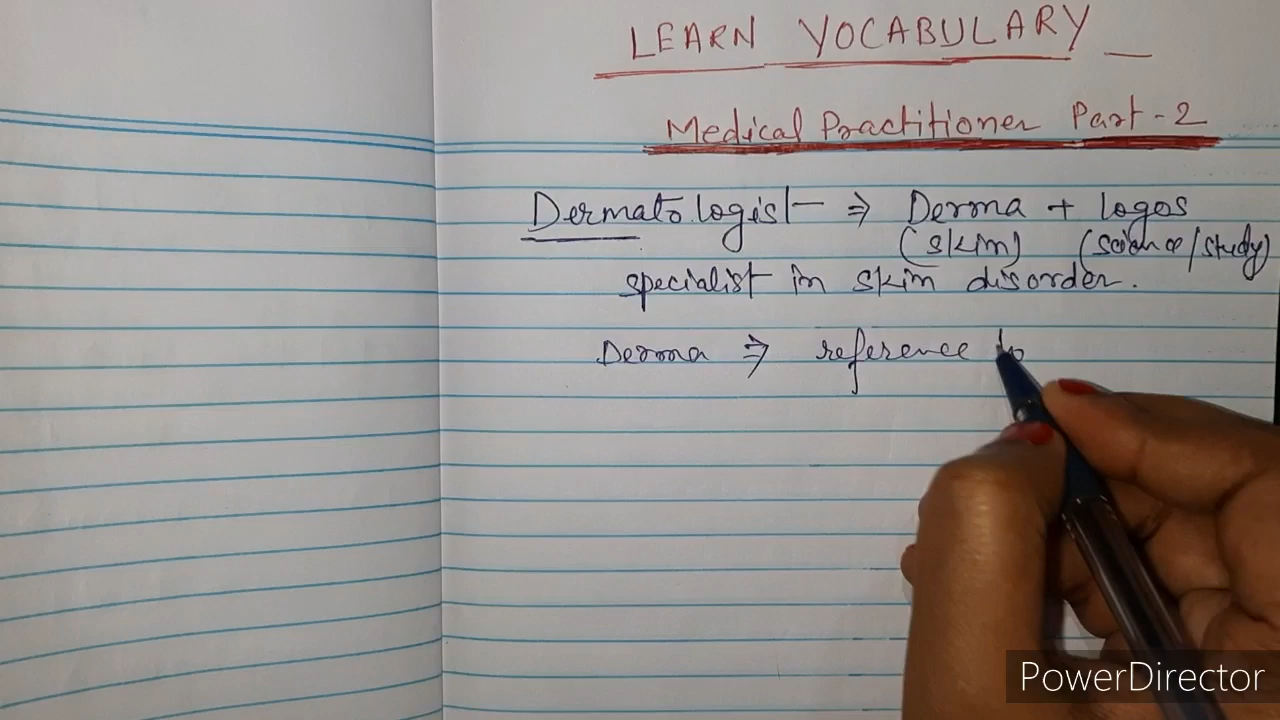 LEARN VOCABULARY
Medical Practitioner Part - 2
Dermatologist - ⇒ Derma + logos
(skin) (science/study)
specialist in skin disorder.
Derma ⇒ reference to
PowerDirector